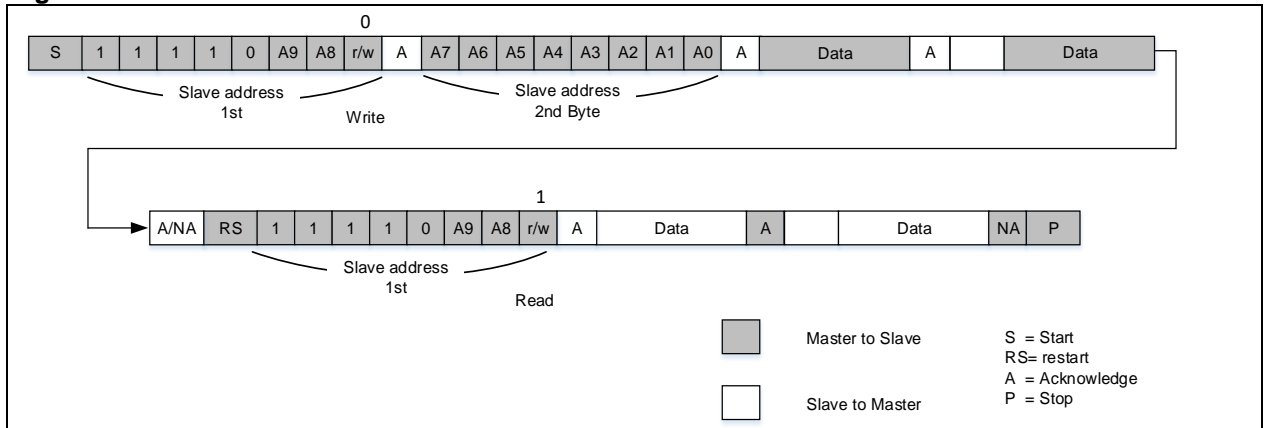 0
S 1 1 1 1 0 A9 A8 r/w A A7 A6 A5 A4 A3 A2 A1 A0 A Data A Data
Slave address
1st
Write
Slave address
2nd Byte
1
A/NA RS 1 1 1 1 0 A9 A8 r/w A Data A Data NA P
Slave address
1st
Read
Master to Slave
Slave to Master
S = Start
RS= restart
A = Acknowledge
P = Stop